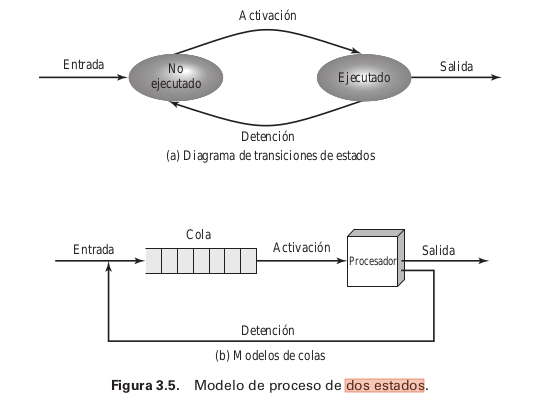 Activación
Entrada
No
ejecutado
Ejecutado
Salida
Detención
(a) Diagrama de transiciones de estados
Cola
Entrada
Activación
Procesador
Salida
Detención
(b) Modelos de colas
Figura 3.5. Modelo de proceso de dos estados.